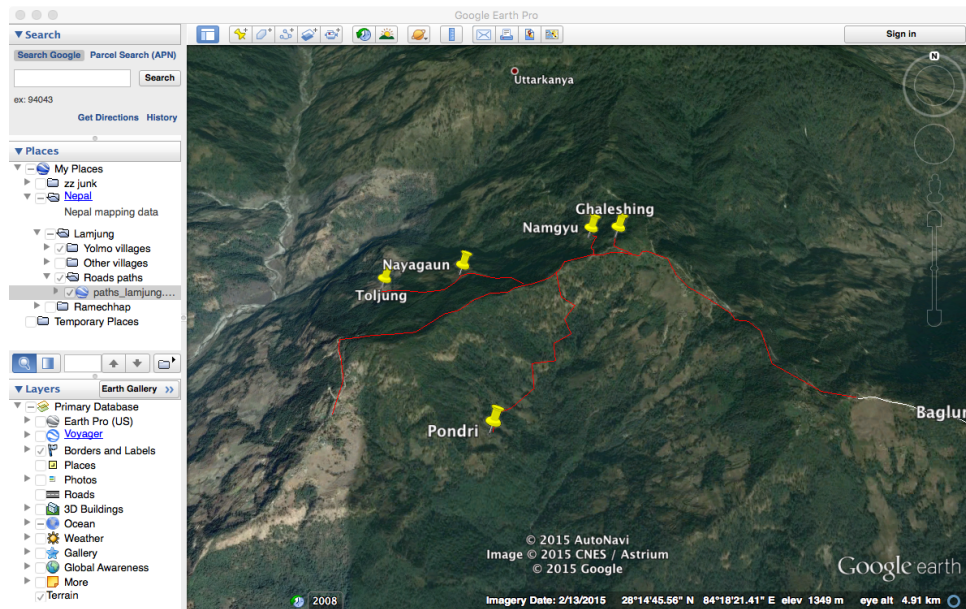 Google Earth Pro
Search
Search Google Parcel Search (APN)
Search
ex: 94043
Get Directions History
Places
My Places
zz junk
Nepal
Nepal mapping data
Lamjung
Yolmo villages
Other villages
Roads paths
paths_lamjung....
Ramechhap
Temporary Places
Layers
Earth Gallery >>
Primary Database
Earth Pro (US)
Voyager
Borders and Labels
Places
Photos
Roads
3D Buildings
Ocean
Weather
Gallery
Global Awareness
More
Terrain
Sign in
N
Uttarkanya
Ghaleshing
Namgyu
Nayagaun
Toljung
Pondri
Baglun
© 2015 AutoNavi
Image © 2015 CNES / Astrium
© 2015 Google
Google earth
2008
Imagery Date: 2/13/2015 28°14'45.56" N 84°18'21.41" E elev 1349 m eye alt 4.91 km